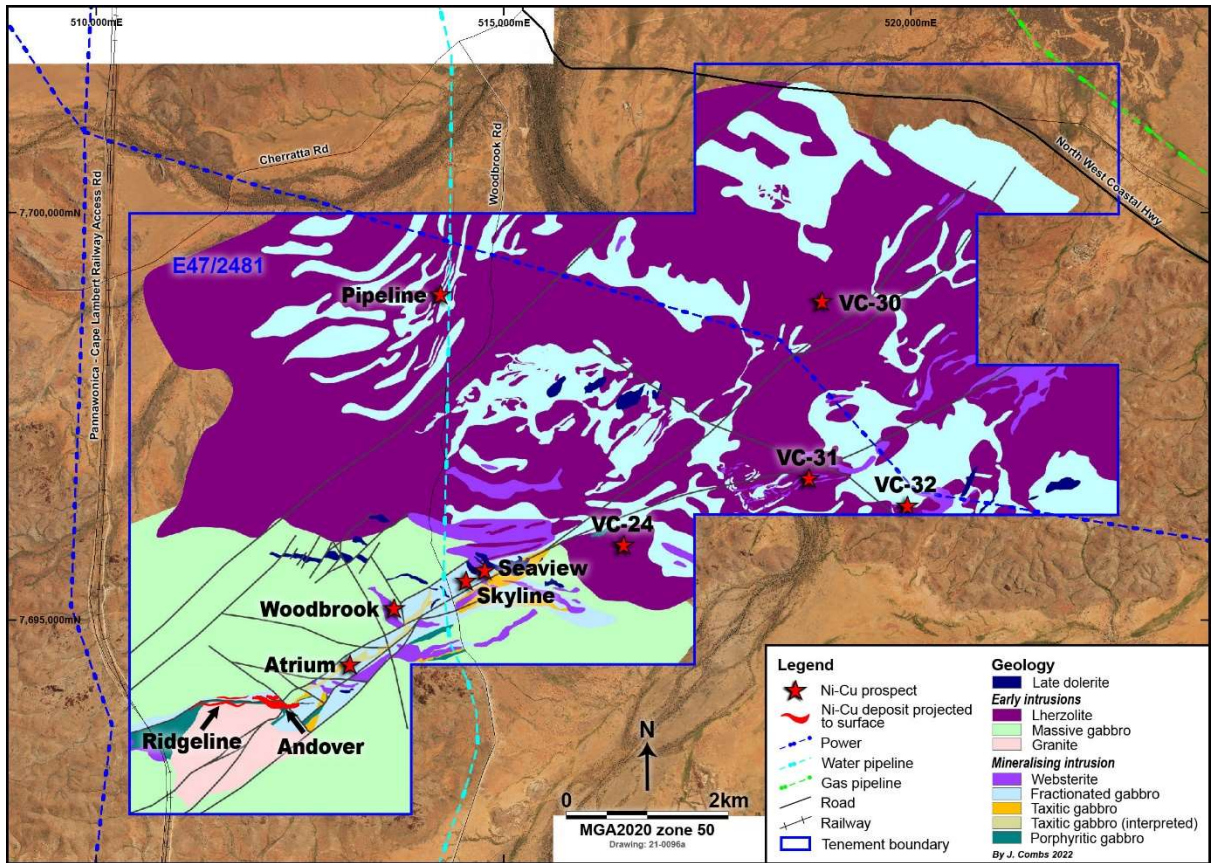 510,000mE
515,000mE
520,000mE
Cherratta Rd
Woodbrook Rd
North West Coastal Hwy
Pannawonica - Cape Lambert Railway Access Rd
7,700,000mN
E47/2481
Pipeline
VC-30
VC-31
VC-32
VC-24
Seaview
Skyline
Woodbrook
7,695,000mN
Atrium
Ridgeline
Andover
N
0 2km
MGA2020 zone 50
Drawing: 21-0096a
Legend
Ni-Cu prospect
Ni-Cu deposit projected
to surface
Power
Water pipeline
Gas pipeline
Road
Railway
Tenement boundary
Geology
Late dolerite
Early intrusions
Lherzolite
Massive gabbro
Granite
Mineralising intrusion
Websterite
Fractionated gabbro
Taxitic gabbro
Taxitic gabbro (interpreted)
Porphyritic gabbro
By J. Combs 2022